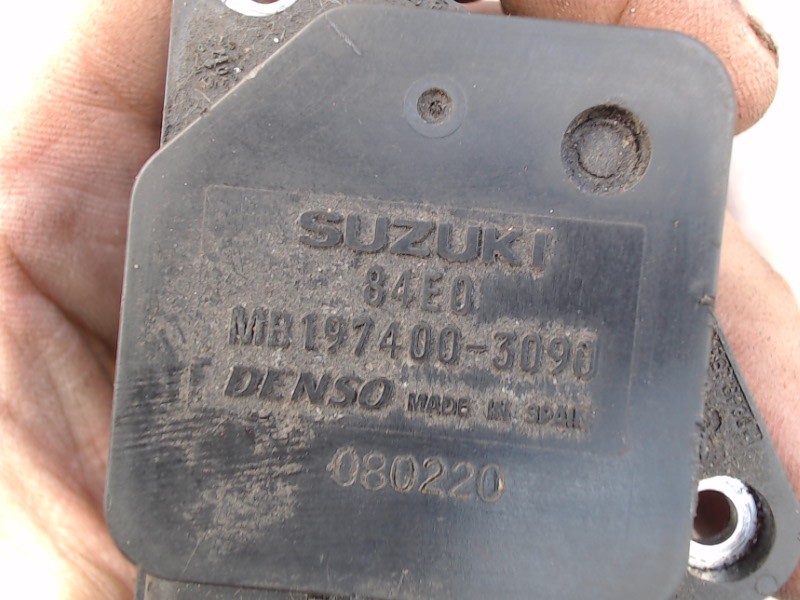 SUZUKI
84E0
MB197400-3090
DENSO MADE IN SPAIN
080220